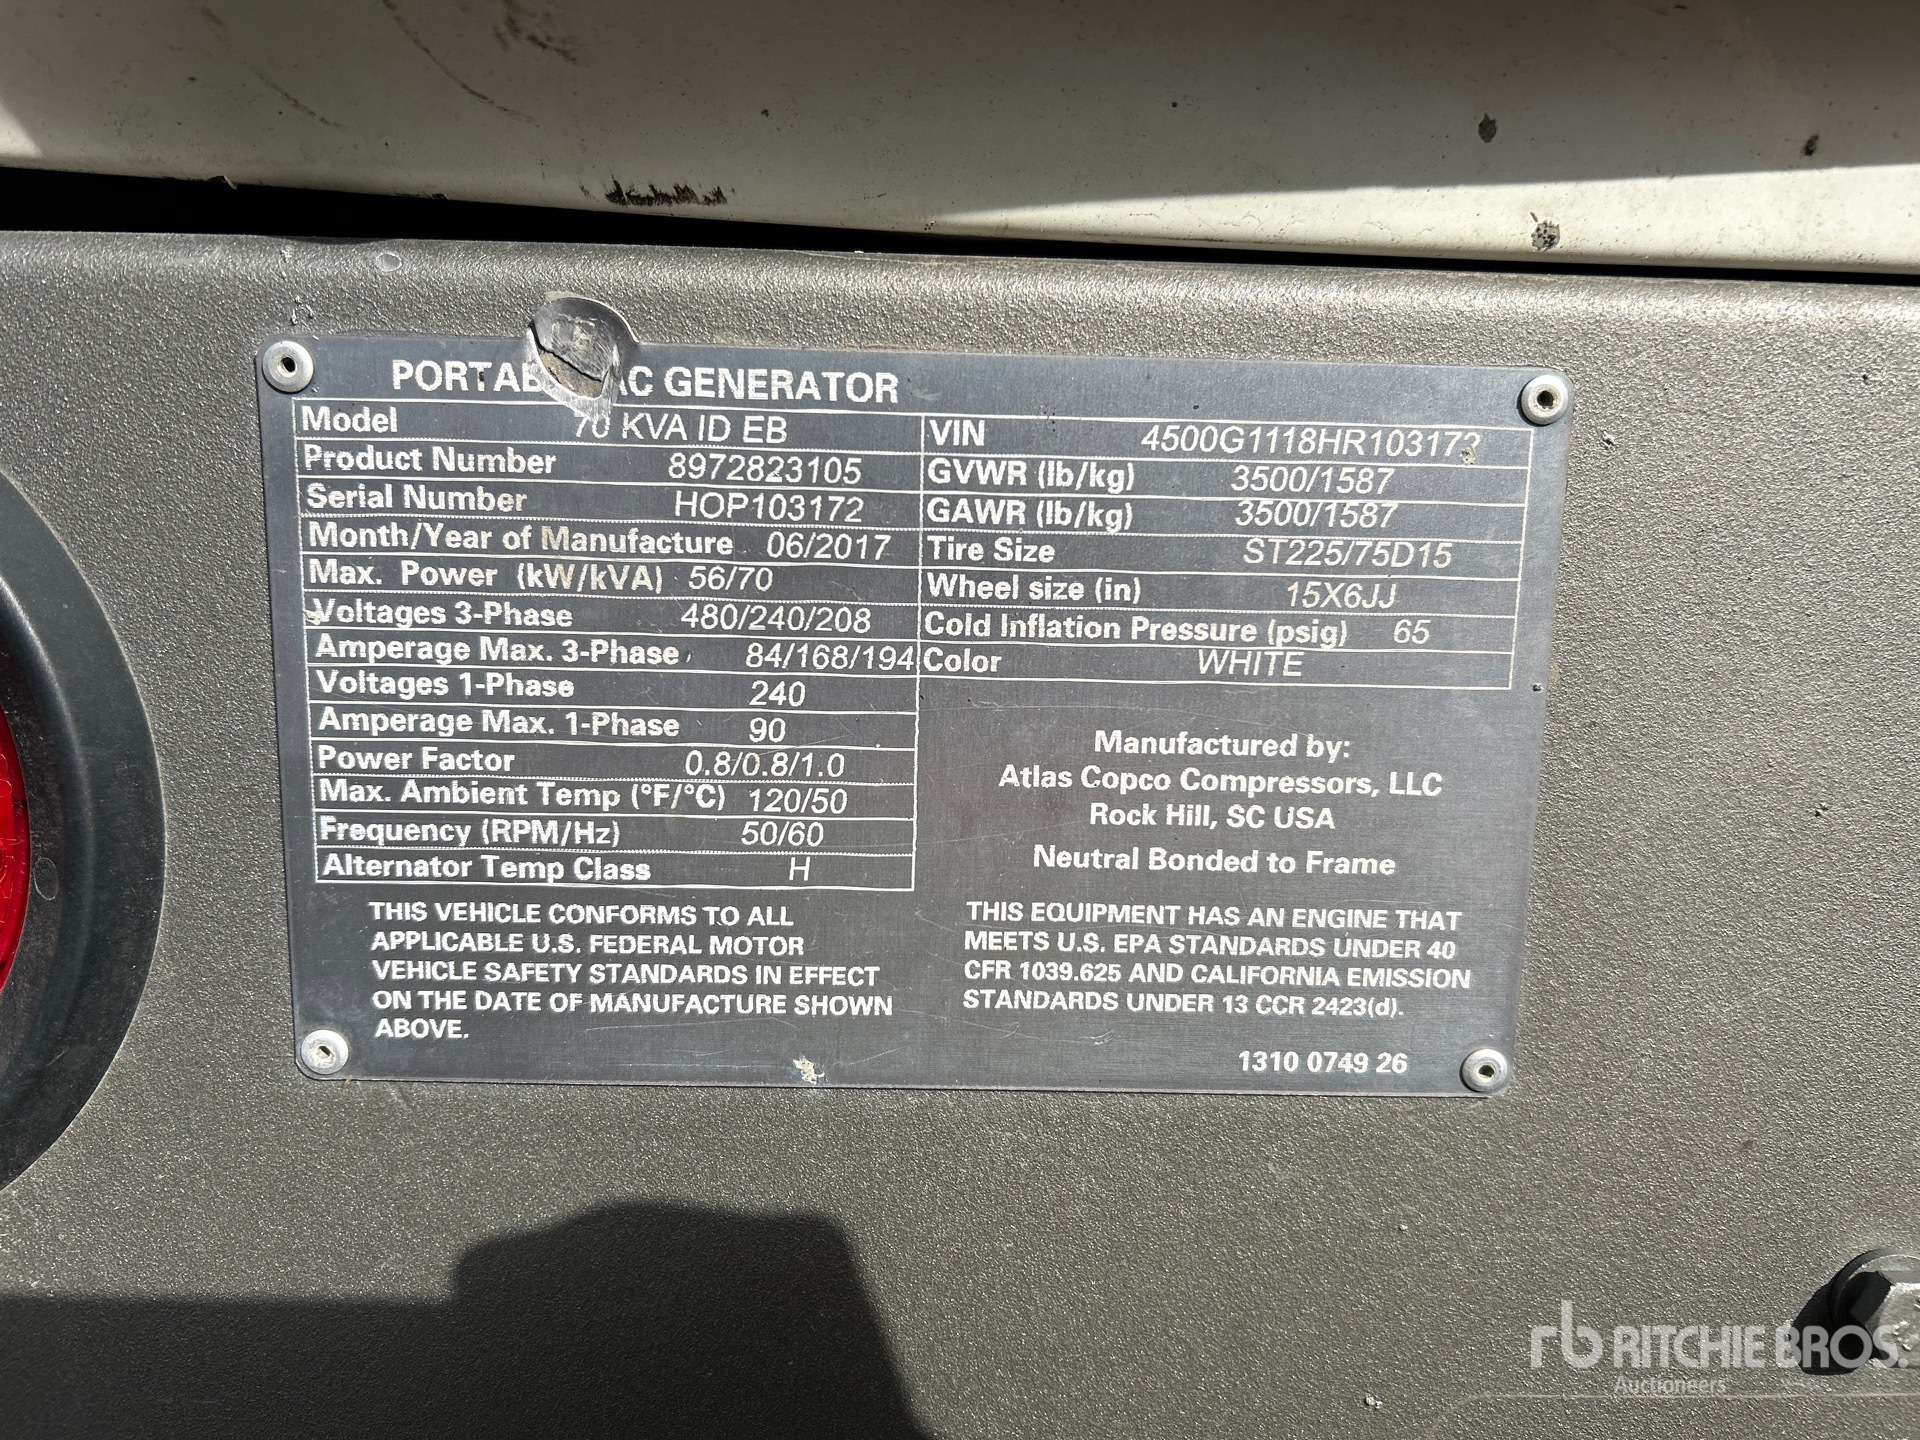 PORTAB AC GENERATOR
Model 70 KVA ID EB
Product Number 8972823105
Serial Number HOP103172
Month/Year of Manufacture 06/2017
Max. Power (kW/kVA) 56/70
Voltages 3-Phase 480/240/208
Amperage Max. 3-Phase 84/168/194
Voltages 1-Phase 240
Amperage Max. 1-Phase 90
Power Factor 0.8/0.8/1.0
Max. Ambient Temp (°F/°C) 120/50
Frequency (RPM/Hz) 50/60
Alternator Temp Class H
VIN
GVWR (lb/kg) 3500/1587
GAWR (lb/kg) 3500/1587
Tire Size ST225/75D15
Wheel size (in) 15X6JJ
Cold Inflation Pressure (psig) 65
Color WHITE
Manufactured by:
Atlas Copco Compressors, LLC
Rock Hill, SC USA
Neutral Bonded to Frame
THIS VEHICLE CONFORMS TO ALL
APPLICABLE U.S. FEDERAL MOTOR
VEHICLE SAFETY STANDARDS IN EFFECT
ON THE DATE OF MANUFACTURE SHOWN
ABOVE.
THIS EQUIPMENT HAS AN ENGINE THAT
MEETS U.S. EPA STANDARDS UNDER 40
CFR 1039.625 AND CALIFORNIA EMISSION
STANDARDS UNDER 13 CCR 2423(d).
1310 0749 26
rb RITCHIE BROS.
Auctioneers